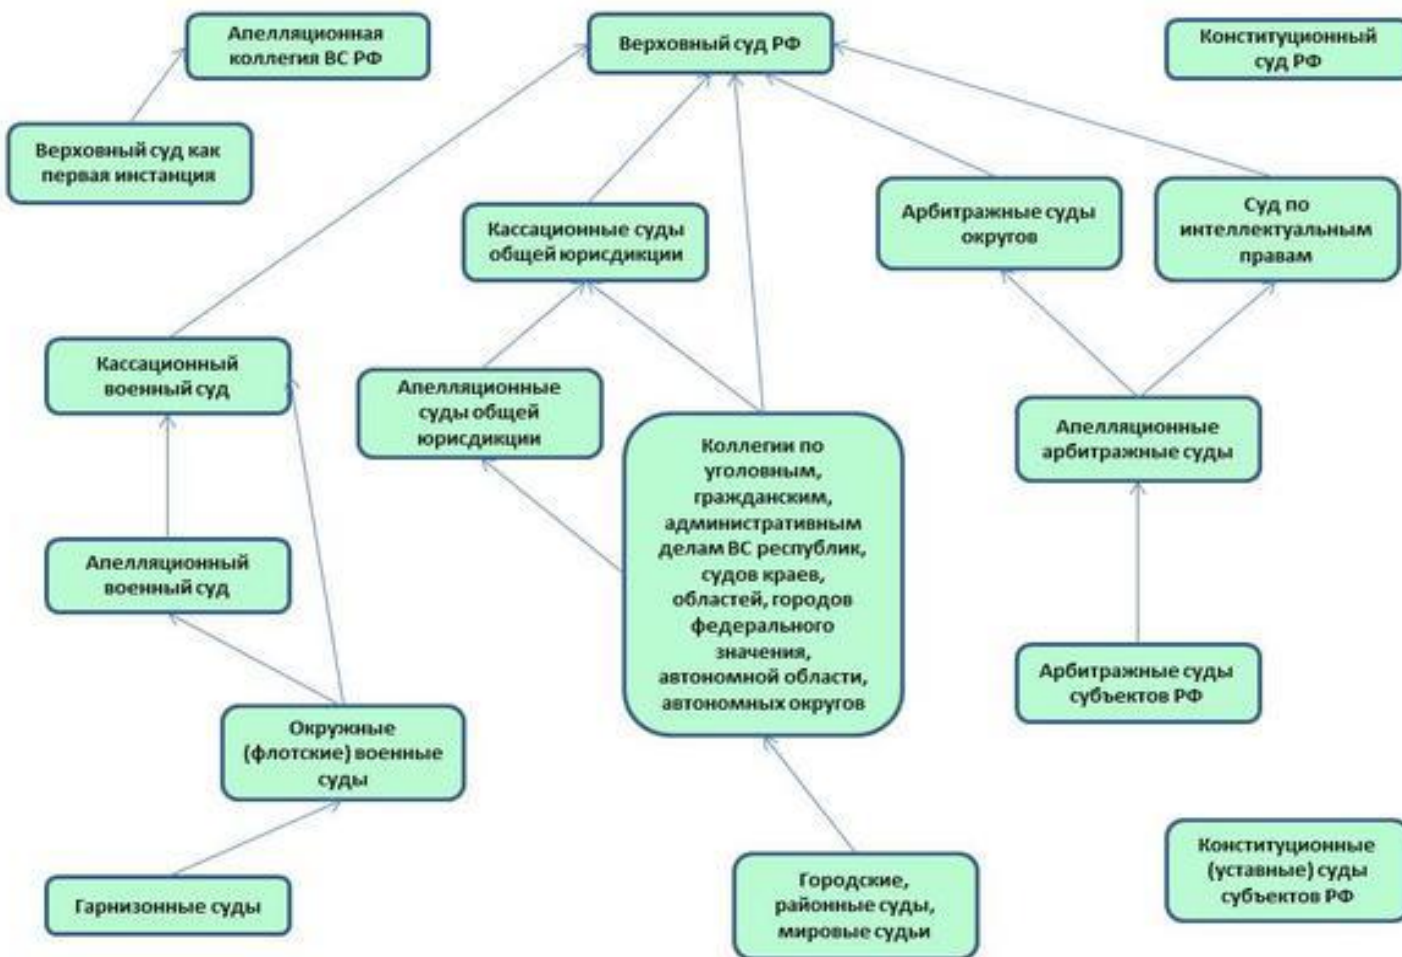 Апелляционная
коллегия ВС РФ
Верховный суд РФ
Конституционный
суд РФ
Верховный суд как
первая инстанция
Кассационные суды
общей юрисдикции
Арбитражные суды
округов
Суд по
интеллектуальным
правам
Кассационный
военный суд
Апелляционные
суды общей
юрисдикции
Коллегии по
уголовным,
гражданским,
административным
делам ВС республик,
судов краев,
областей, городов
федерального
значения,
автономной области,
автономных округов
Апелляционные
арбитражные суды
Апелляционный
военный суд
Арбитражные суды
субъектов РФ
Окружные
(флотские) военные
суды
Гарнизонные суды
Городские,
районные суды,
мировые судьи
Конституционные
(уставные) суды
субъектов РФ